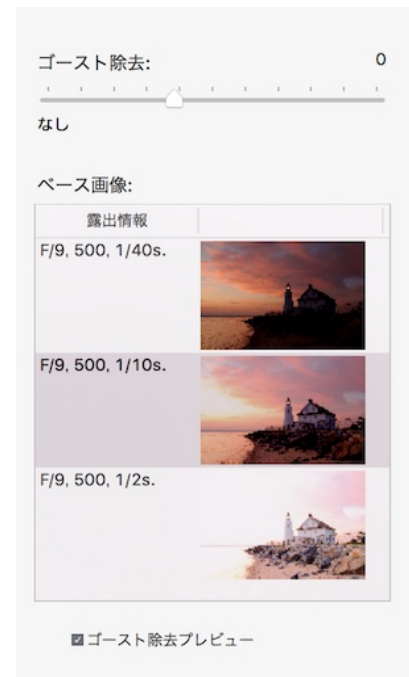 ゴースト除去: 0
なし
ベース画像:
露出情報
F/9, 500, 1/40s.
F/9, 500, 1/10s.
F/9, 500, 1/2s.
ゴースト除去プレビュー